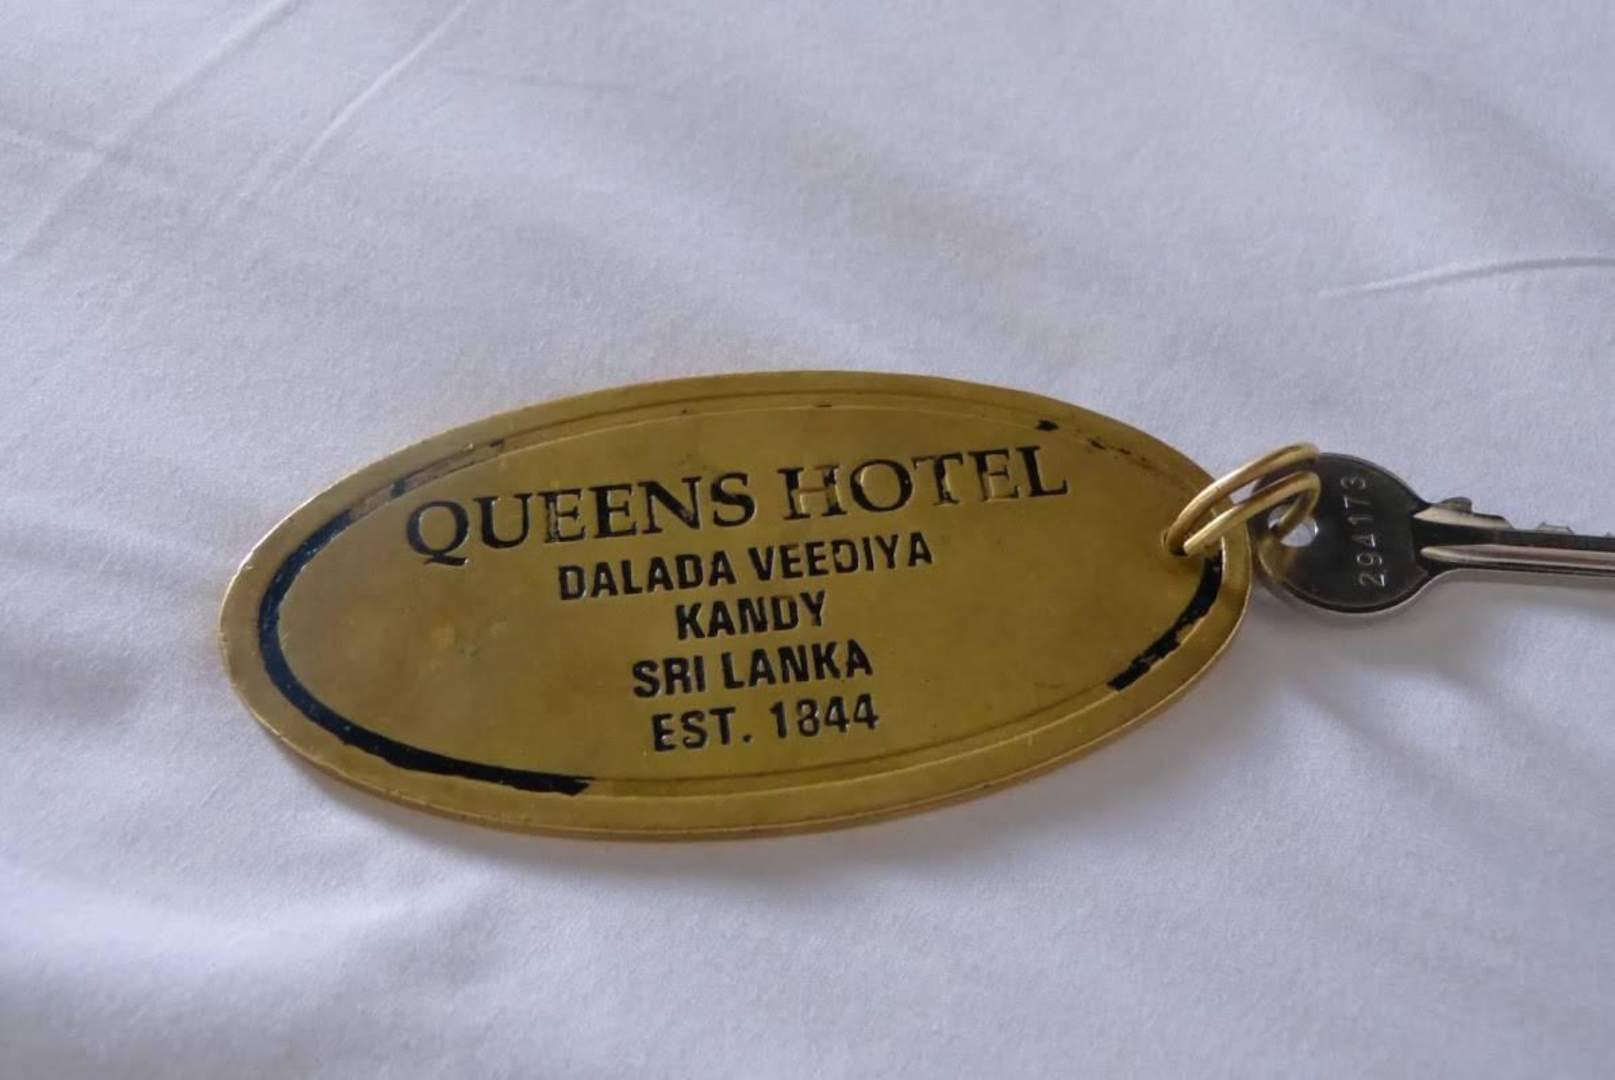 QUEENS HOTEL
DALADA VEEDIYA
KANDY
SRI LANKA
EST. 1844
294173